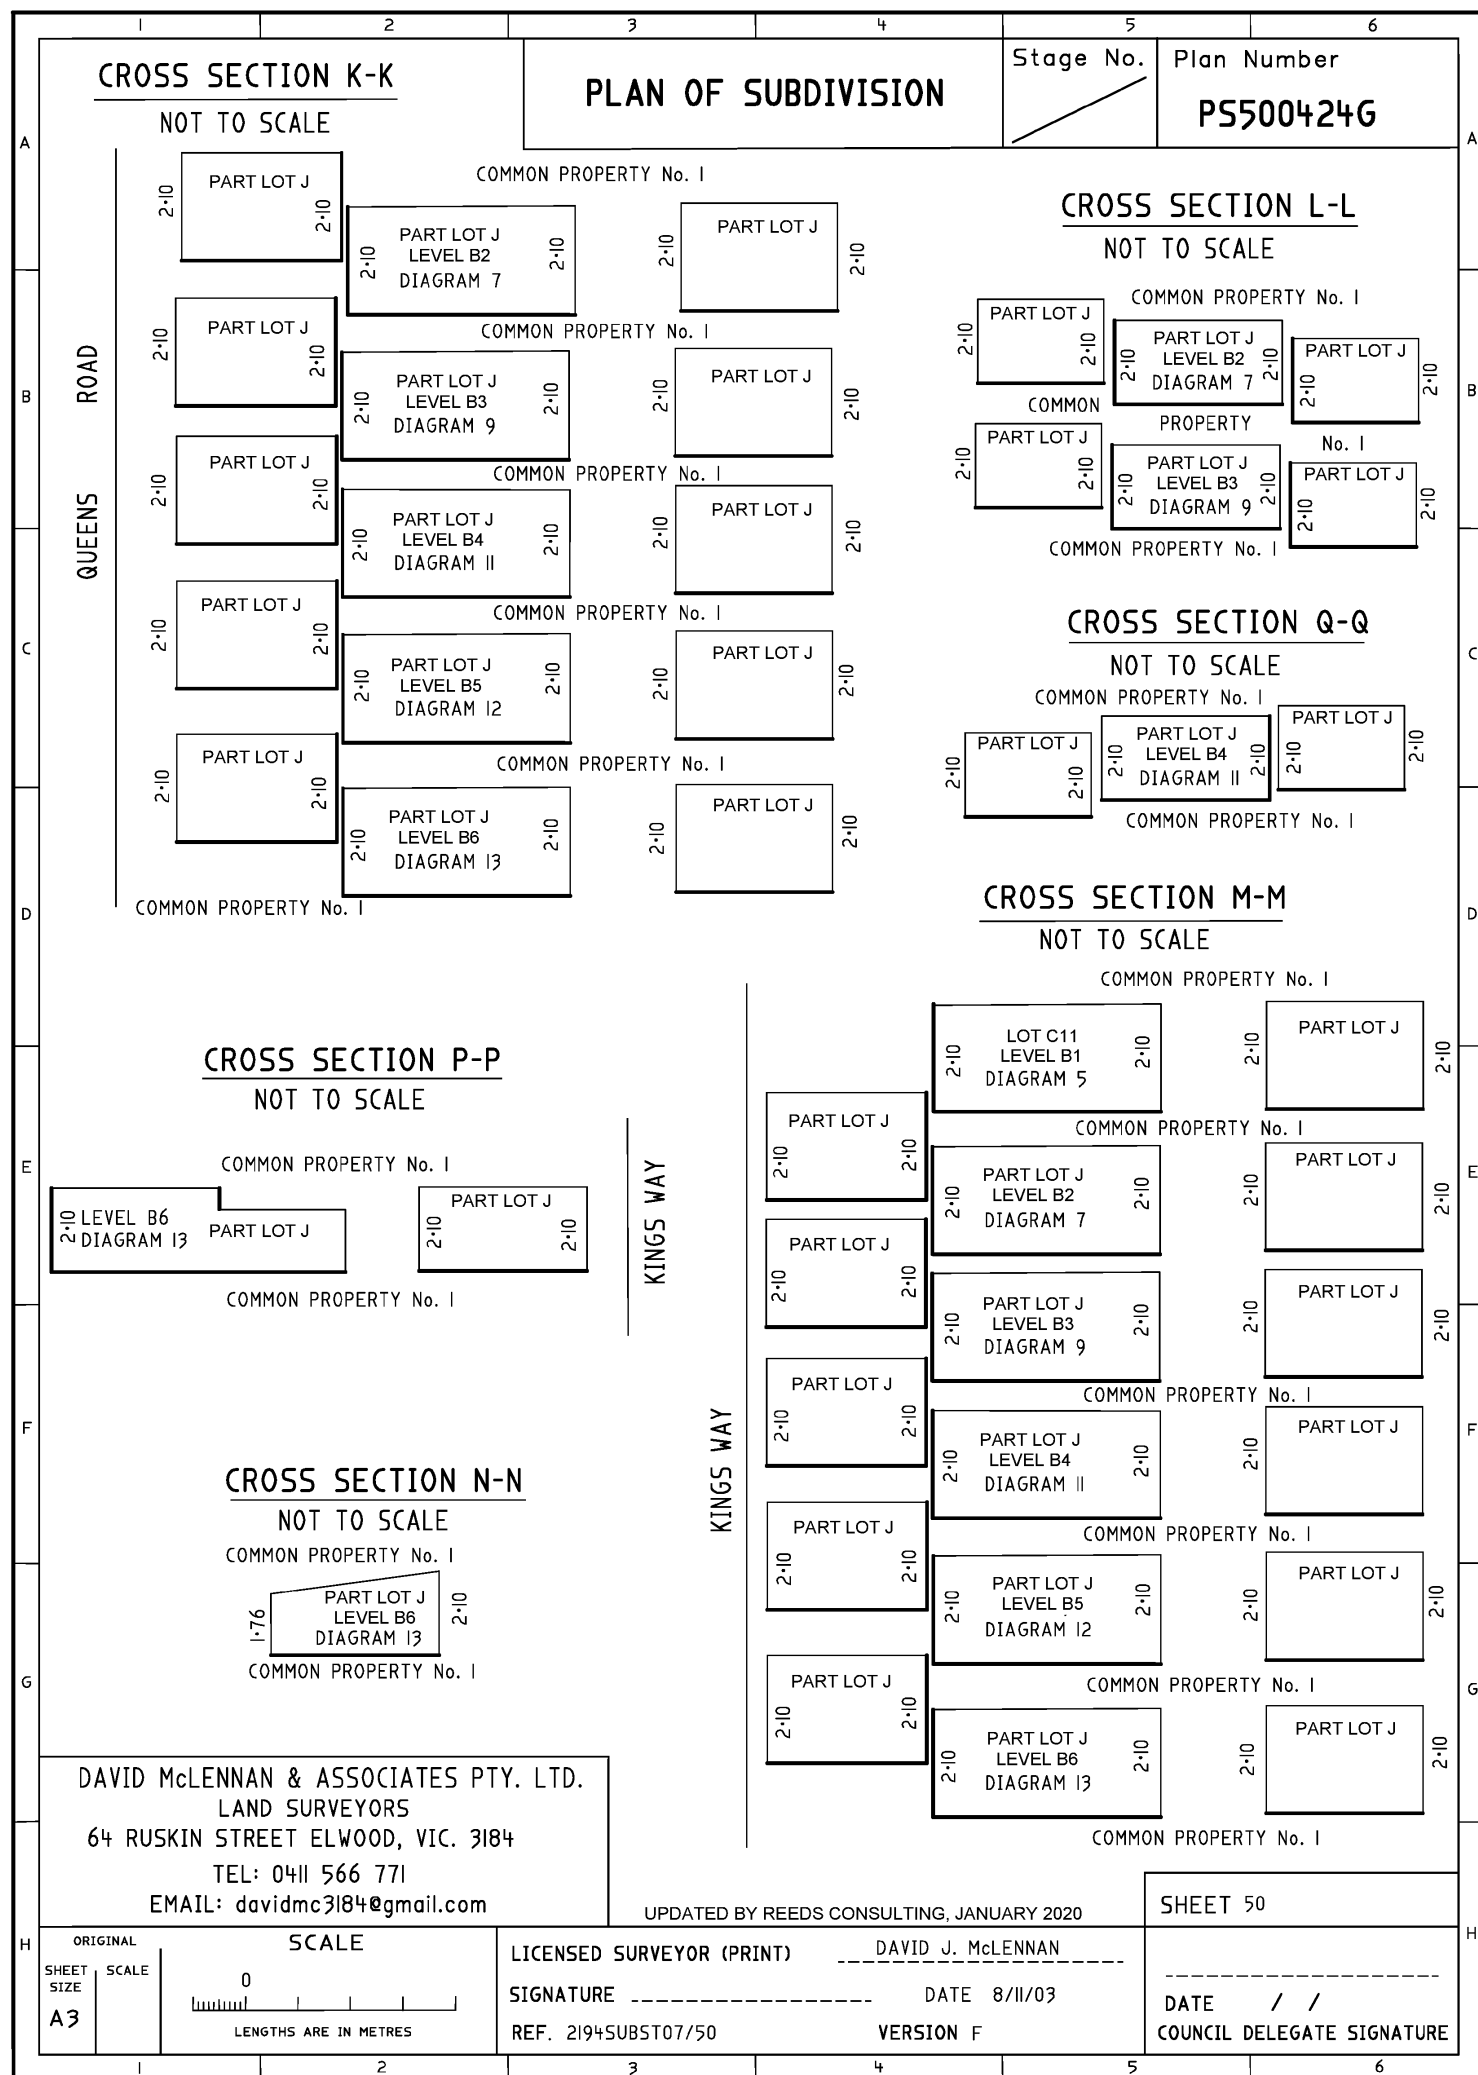 1 2 3 4 5 6
PLAN OF SUBDIVISION
Stage No.
Plan Number
PS500424G
CROSS SECTION K-K
NOT TO SCALE
QUEENS ROAD
COMMON PROPERTY No. 1
2·10 PART LOT J 2·10
2·10 PART LOT J 2·10
LEVEL B2
DIAGRAM 7
2·10 PART LOT J 2·10
COMMON PROPERTY No. 1
2·10 PART LOT J 2·10
2·10 PART LOT J 2·10
LEVEL B3
DIAGRAM 9
2·10 PART LOT J 2·10
COMMON PROPERTY No. 1
2·10 PART LOT J 2·10
2·10 PART LOT J 2·10
LEVEL B4
DIAGRAM 11
2·10 PART LOT J 2·10
COMMON PROPERTY No. 1
2·10 PART LOT J 2·10
2·10 PART LOT J 2·10
LEVEL B5
DIAGRAM 12
2·10 PART LOT J 2·10
COMMON PROPERTY No. 1
2·10 PART LOT J 2·10
2·10 PART LOT J 2·10
LEVEL B6
DIAGRAM 13
2·10 PART LOT J 2·10
COMMON PROPERTY No. 1
CROSS SECTION L-L
NOT TO SCALE
COMMON PROPERTY No. 1
2·10 PART LOT J 2·10
2·10 PART LOT J 2·10
LEVEL B2
DIAGRAM 7
2·10 PART LOT J 2·10
COMMON PROPERTY No. 1
2·10 PART LOT J 2·10
2·10 PART LOT J 2·10
LEVEL B3
DIAGRAM 9
2·10 PART LOT J 2·10
COMMON PROPERTY No. 1
CROSS SECTION Q-Q
NOT TO SCALE
COMMON PROPERTY No. 1
2·10 PART LOT J 2·10
2·10 PART LOT J 2·10
LEVEL B4
DIAGRAM 11
2·10 PART LOT J 2·10
COMMON PROPERTY No. 1
CROSS SECTION M-M
NOT TO SCALE
KINGS WAY
COMMON PROPERTY No. 1
2·10 LOT C11 2·10
LEVEL B1
DIAGRAM 5
2·10 PART LOT J 2·10
COMMON PROPERTY No. 1
2·10 PART LOT J 2·10
2·10 PART LOT J 2·10
LEVEL B2
DIAGRAM 7
2·10 PART LOT J 2·10
2·10 PART LOT J 2·10
2·10 PART LOT J 2·10
LEVEL B3
DIAGRAM 9
2·10 PART LOT J 2·10
COMMON PROPERTY No. 1
2·10 PART LOT J 2·10
2·10 PART LOT J 2·10
LEVEL B4
DIAGRAM 11
2·10 PART LOT J 2·10
COMMON PROPERTY No. 1
2·10 PART LOT J 2·10
2·10 PART LOT J 2·10
LEVEL B5
DIAGRAM 12
2·10 PART LOT J 2·10
COMMON PROPERTY No. 1
2·10 PART LOT J 2·10
2·10 PART LOT J 2·10
LEVEL B6
DIAGRAM 13
2·10 PART LOT J 2·10
COMMON PROPERTY No. 1
CROSS SECTION P-P
NOT TO SCALE
COMMON PROPERTY No. 1
2·10 LEVEL B6
DIAGRAM 13
PART LOT J
2·10 PART LOT J 2·10
KINGS WAY
COMMON PROPERTY No. 1
CROSS SECTION N-N
NOT TO SCALE
COMMON PROPERTY No. 1
1·76 PART LOT J 2·10
LEVEL B6
DIAGRAM 13
COMMON PROPERTY No. 1
A A
B B
C C
D D
E E
F F
G G
H H
DAVID McLENNAN & ASSOCIATES PTY. LTD.
LAND SURVEYORS
64 RUSKIN STREET ELWOOD, VIC. 3184
TEL: 0411 566 771
EMAIL: davidmc3184@gmail.com
UPDATED BY REEDS CONSULTING, JANUARY 2020
SHEET 50
ORIGINAL
SHEET SIZE
SCALE
A3
SCALE
0
LENGTHS ARE IN METRES
LICENSED SURVEYOR (PRINT) DAVID J. McLENNAN
SIGNATURE DATE 8/11/03
REF. 2194SUBST07/50 VERSION F
DATE / /
COUNCIL DELEGATE SIGNATURE
1 2 3 4 5 6